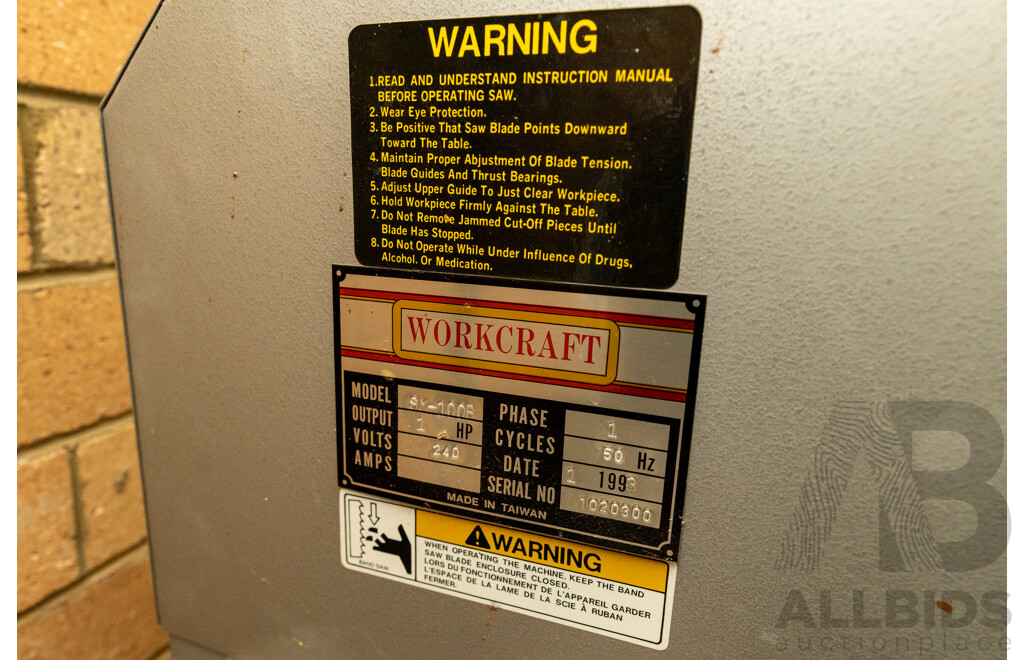 WARNING
1.READ AND UNDERSTAND INSTRUCTION MANUAL
BEFORE OPERATING SAW.
2. Wear Eye Protection.
3. Be Positive That Saw Blade Points Downward
Toward The Table.
4. Maintain Proper Adjustment Of Blade Tension.
Blade Guides And Thrust Bearings.
5. Adjust Upper Guide To Just Clear Workpiece.
6. Hold Workpiece Firmly Against The Table.
7. Do Not Remove Jammed Cut-Off Pieces Until
Blade Has Stopped.
8. Do Not Operate While Under Influence Of Drugs,
Alcohol. Or Medication.
WORKCRAFT
MODEL
OUTPUT 1 HP
VOLTS 240
AMPS
PHASE 1
CYCLES 50 Hz
DATE 1 1993
SERIAL NO 1020300
MADE IN TAIWAN
BAND SAW
WARNING
WHEN OPERATING THE MACHINE, KEEP THE BAND
SAW BLADE ENCLOSURE CLOSED.
LORS DU FONCTIONNEMENT DE L'APPAREIL GARDER
L'ESPACE DE LA LAME DE LA SCIE À RUBAN
FERMER.
AB
ALLBIDS
auctionplace